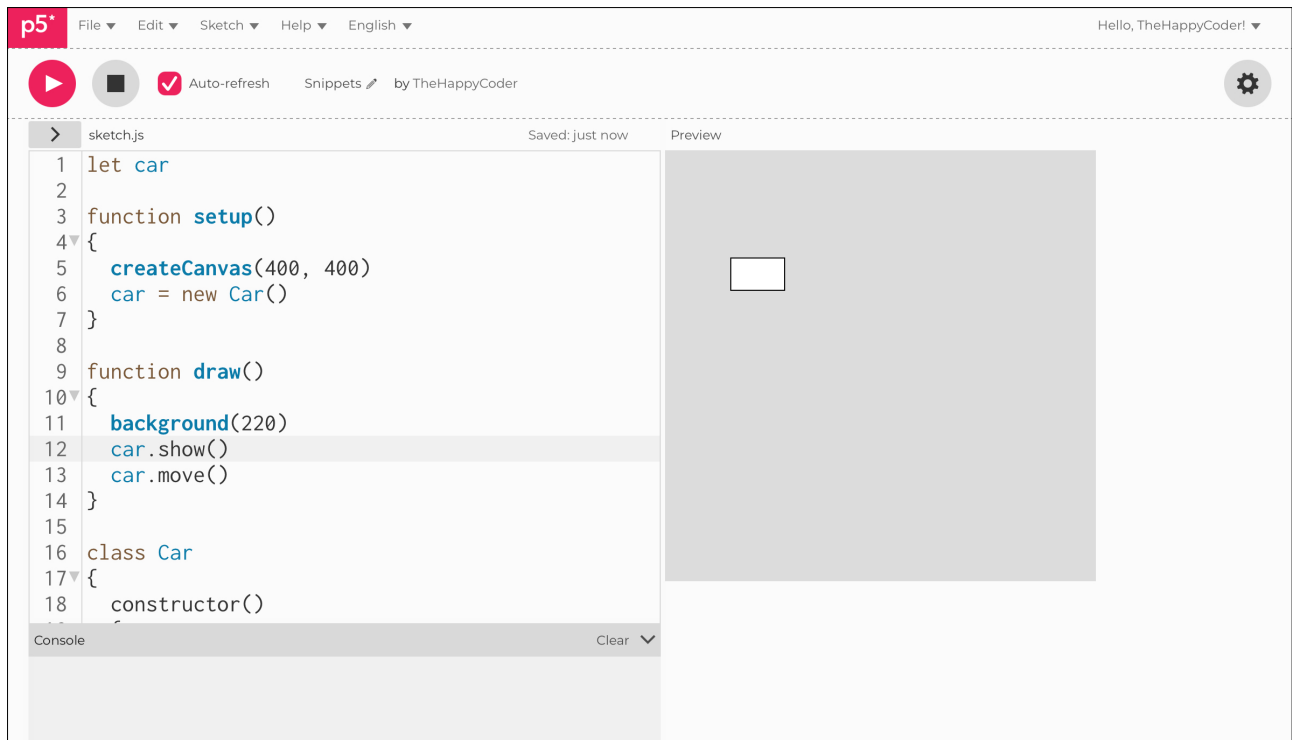 p5* File Edit Sketch Help English Hello, TheHappyCoder!
Auto-refresh Snippets by TheHappyCoder
sketch.js Saved: just now Preview
1 let car
2
3 function setup()
4 {
5 createCanvas(400, 400)
6 car = new Car()
7 }
8
9 function draw()
10 {
11 background(220)
12 car.show()
13 car.move()
14 }
15
16 class Car
17 {
18 constructor()
Console Clear